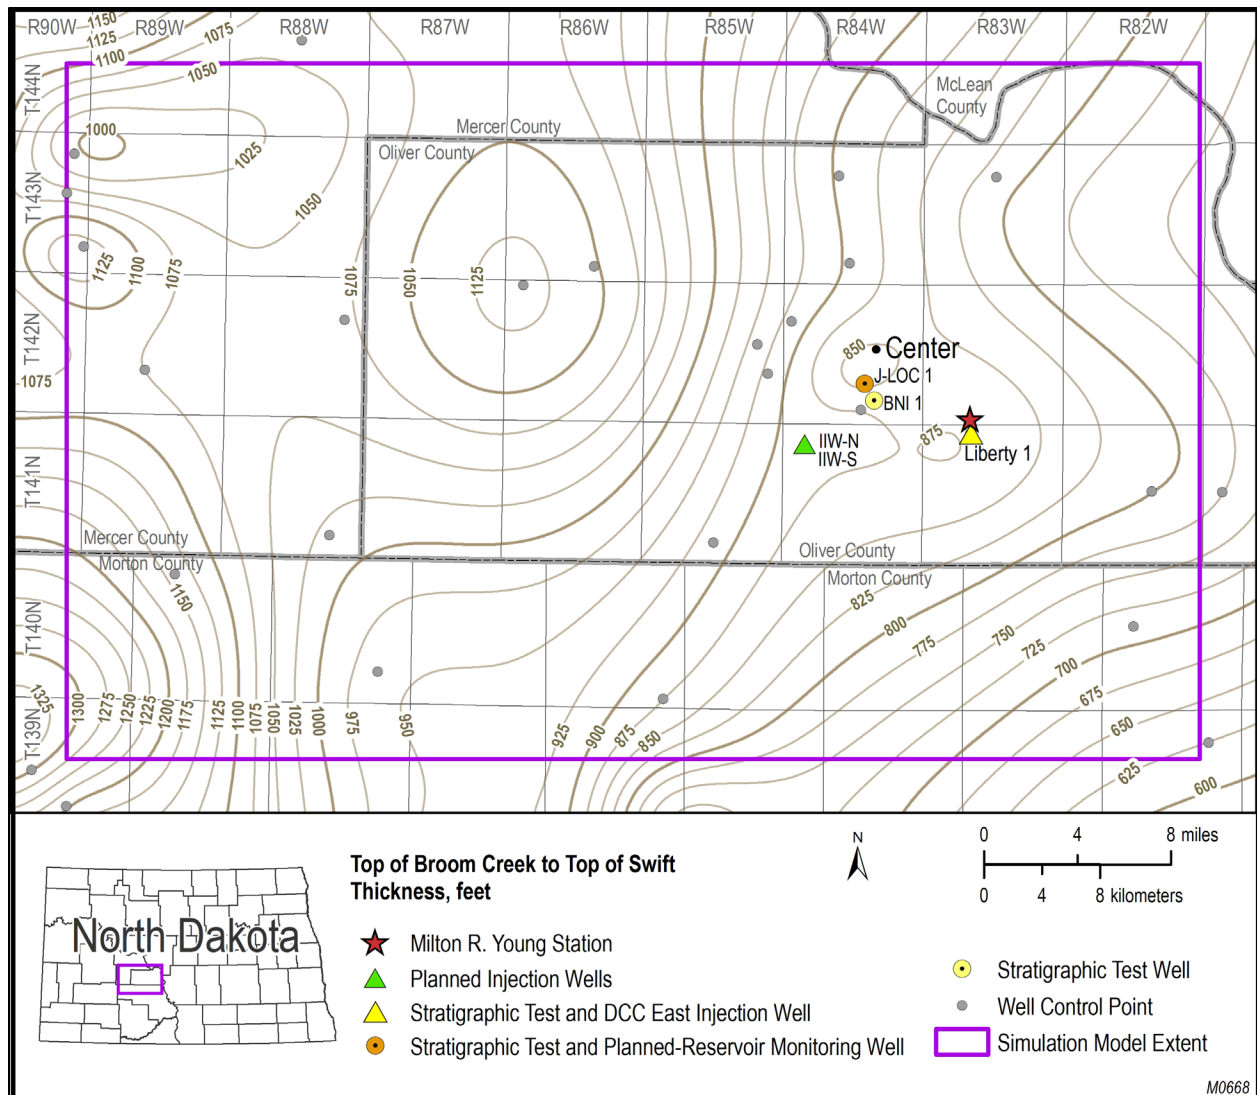 1150
R90W
R89W
1075
R88W
R87W
R86W
R85W
R84W
R83W
R82W
1125
1100
1050
T144N
McLean
County
1000
Mercer County
Oliver County
1025
T143N
1050
1125
1100
1075
1075
1050
1125
T142N
850
Center
J-LOC 1
1075
BNI 1
875
IIW-N
IIW-S
Liberty 1
T141N
Mercer County
Morton County
Oliver County
Morton County
1150
825
800
T140N
775
750
725
700
675
650
625
600
1325
1300
1275
1250
1225
1200
1175
1125
1100
1075
1050
1025
1000
975
950
925
900
875
850
T139N
Top of Broom Creek to Top of Swift
Thickness, feet
N
0 4 8 miles
0 4 8 kilometers
North Dakota
Milton R. Young Station
Planned Injection Wells
Stratigraphic Test and DCC East Injection Well
Stratigraphic Test and Planned-Reservoir Monitoring Well
Stratigraphic Test Well
Well Control Point
Simulation Model Extent
M0668